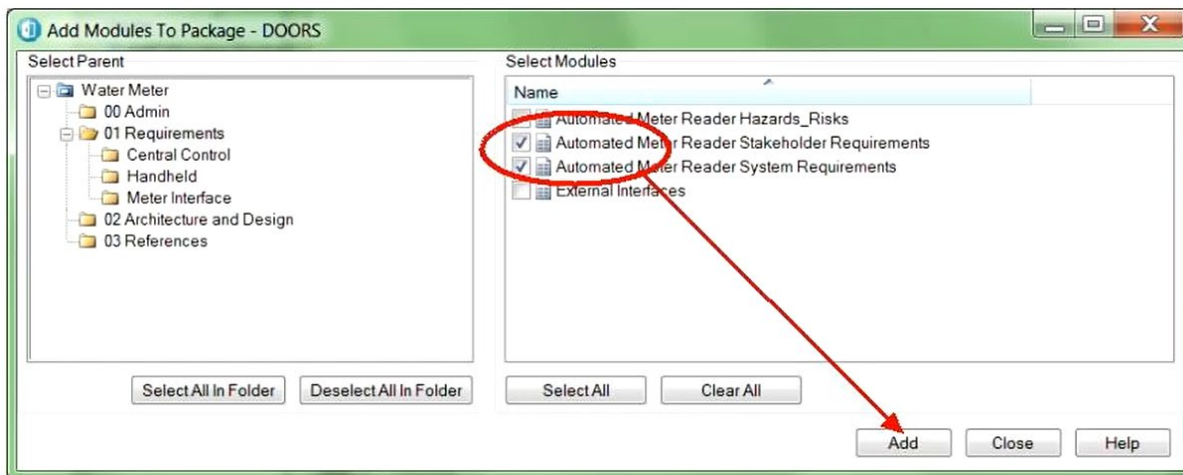 Add Modules To Package - DOORS
Select Parent
Water Meter
00 Admin
01 Requirements
Central Control
Handheld
Meter Interface
02 Architecture and Design
03 References
Select All In Folder
Deselect All In Folder
Select Modules
Name
Automated Meter Reader Hazards_Risks
Automated Meter Reader Stakeholder Requirements
Automated Meter Reader System Requirements
External Interfaces
Select All
Clear All
Add
Close
Help